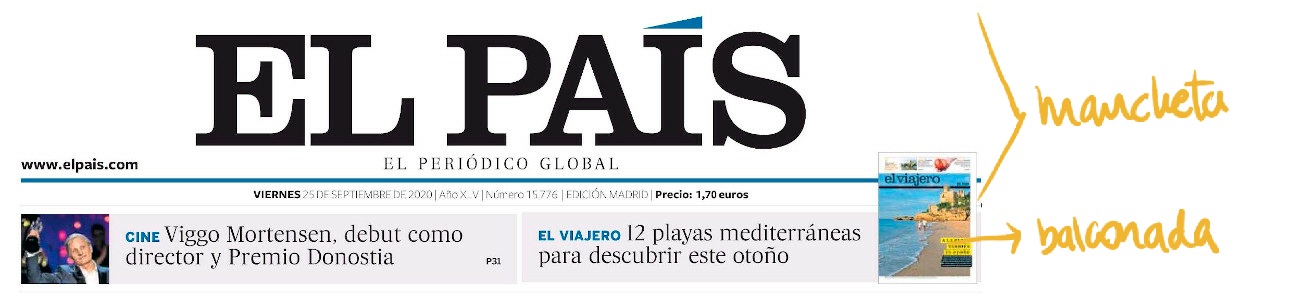 EL PAÍS
www.elpais.com
EL PERIÓDICO GLOBAL
VIERNES 25 DE SEPTIEMBRE DE 2020 | Año X. V | Número 15.776 | EDICIÓN MADRID | Precio: 1,70 euros
CINE Viggo Mortensen, debut como
director y Premio Donostia
P31
EL VIAJERO 12 playas mediterráneas
para descubrir este otoño
el viajero
mancheta
balconada